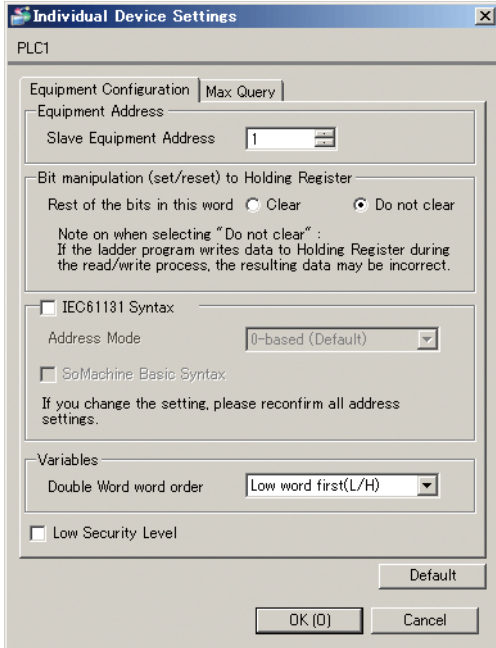 Individual Device Settings
PLC1
Equipment Configuration
Max Query
Equipment Address
Slave Equipment Address
1
Bit manipulation (set/reset) to Holding Register
Rest of the bits in this word Clear Do not clear
Note on when selecting "Do not clear" :
If the ladder program writes data to Holding Register during
the read/write process, the resulting data may be incorrect.
IEC61131 Syntax
Address Mode
0-based (Default)
SoMachine Basic Syntax
If you change the setting, please reconfirm all address
settings.
Variables
Double Word word order
Low word first(L/H)
Low Security Level
Default
OK (O)
Cancel